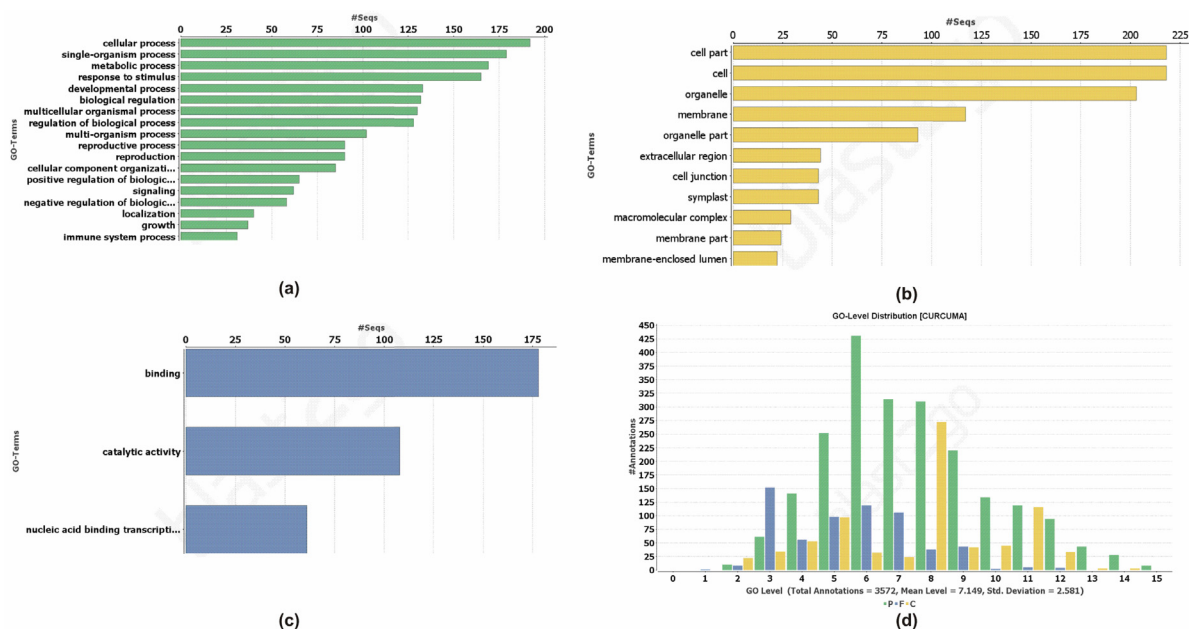 #Seqs
0 25 50 75 100 125 150 175 200
GO-Terms
cellular process
single-organism process
metabolic process
response to stimulus
developmental process
biological regulation
multicellular organismal process
regulation of biological process
multi-organism process
reproductive process
reproduction
cellular component organizati...
positive regulation of biologic...
signaling
negative regulation of biologic...
localization
growth
immune system process
(a)
#Seqs
0 25 50 75 100 125 150 175 200 225
GO-Terms
cell part
cell
organelle
membrane
organelle part
extracellular region
cell junction
symplast
macromolecular complex
membrane part
membrane-enclosed lumen
(b)
#Seqs
0 25 50 75 100 125 150 175
GO-Terms
binding
catalytic activity
nucleic acid binding transcripti...
(c)
GO-Level Distribution [CURCUMA]
#Annotations
450
425
400
375
350
325
300
275
250
225
200
175
150
125
100
75
50
25
0
0 1 2 3 4 5 6 7 8 9 10 11 12 13 14 15
GO Level (Total Annotations = 3572, Mean Level = 7.149, Std. Deviation = 2.581)
P F C
(d)